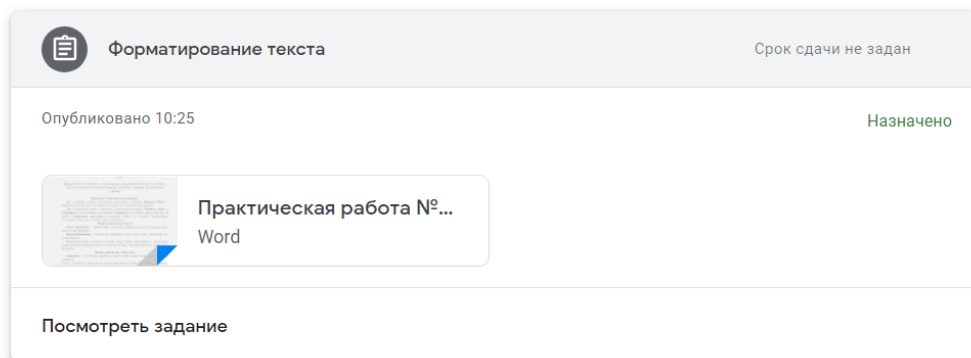 Форматирование текста
Срок сдачи не задан
Опубликовано 10:25
Назначено
Практическая работа №...
Word
Посмотреть задание